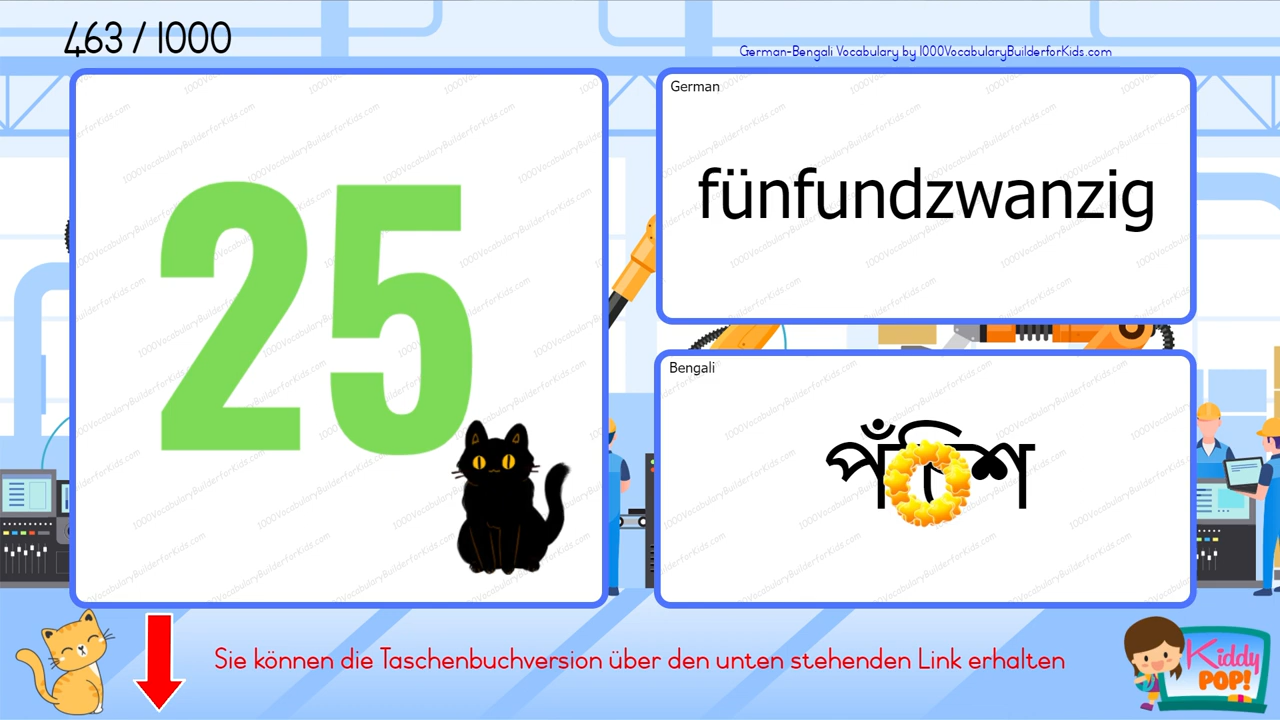 463 / 1000
German-Bengali Vocabulary by 1000VocabularyBuilderforKids.com
25
German
fünfundzwanzig
Bengali
Sie können die Taschenbuchversion über den unten stehenden Link erhalten
Kiddy
POP!